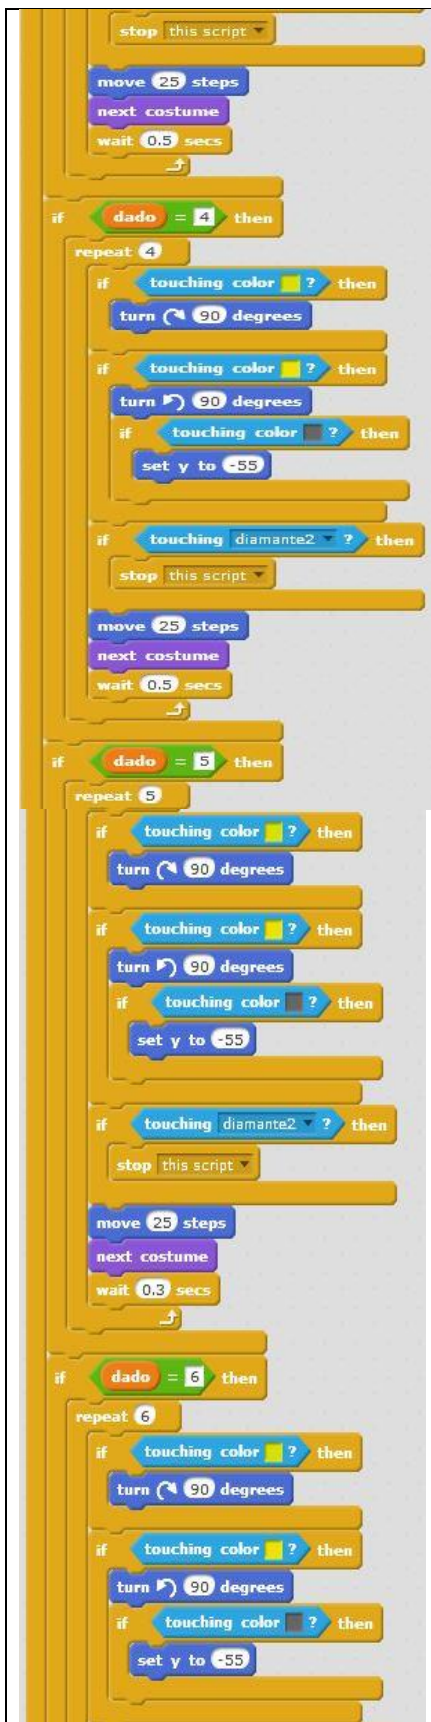 stop this script
move 25 steps
next costume
wait 0.5 secs
if dado = 4 then
repeat 4
if touching color ? then
turn 90 degrees
if touching color ? then
turn 90 degrees
if touching color ? then
set y to -55
if touching diamante2 ? then
stop this script
move 25 steps
next costume
wait 0.5 secs
if dado = 5 then
repeat 5
if touching color ? then
turn 90 degrees
if touching color ? then
turn 90 degrees
if touching color ? then
set y to -55
if touching diamante2 ? then
stop this script
move 25 steps
next costume
wait 0.3 secs
if dado = 6 then
repeat 6
if touching color ? then
turn 90 degrees
if touching color ? then
turn 90 degrees
if touching color ? then
set y to -55